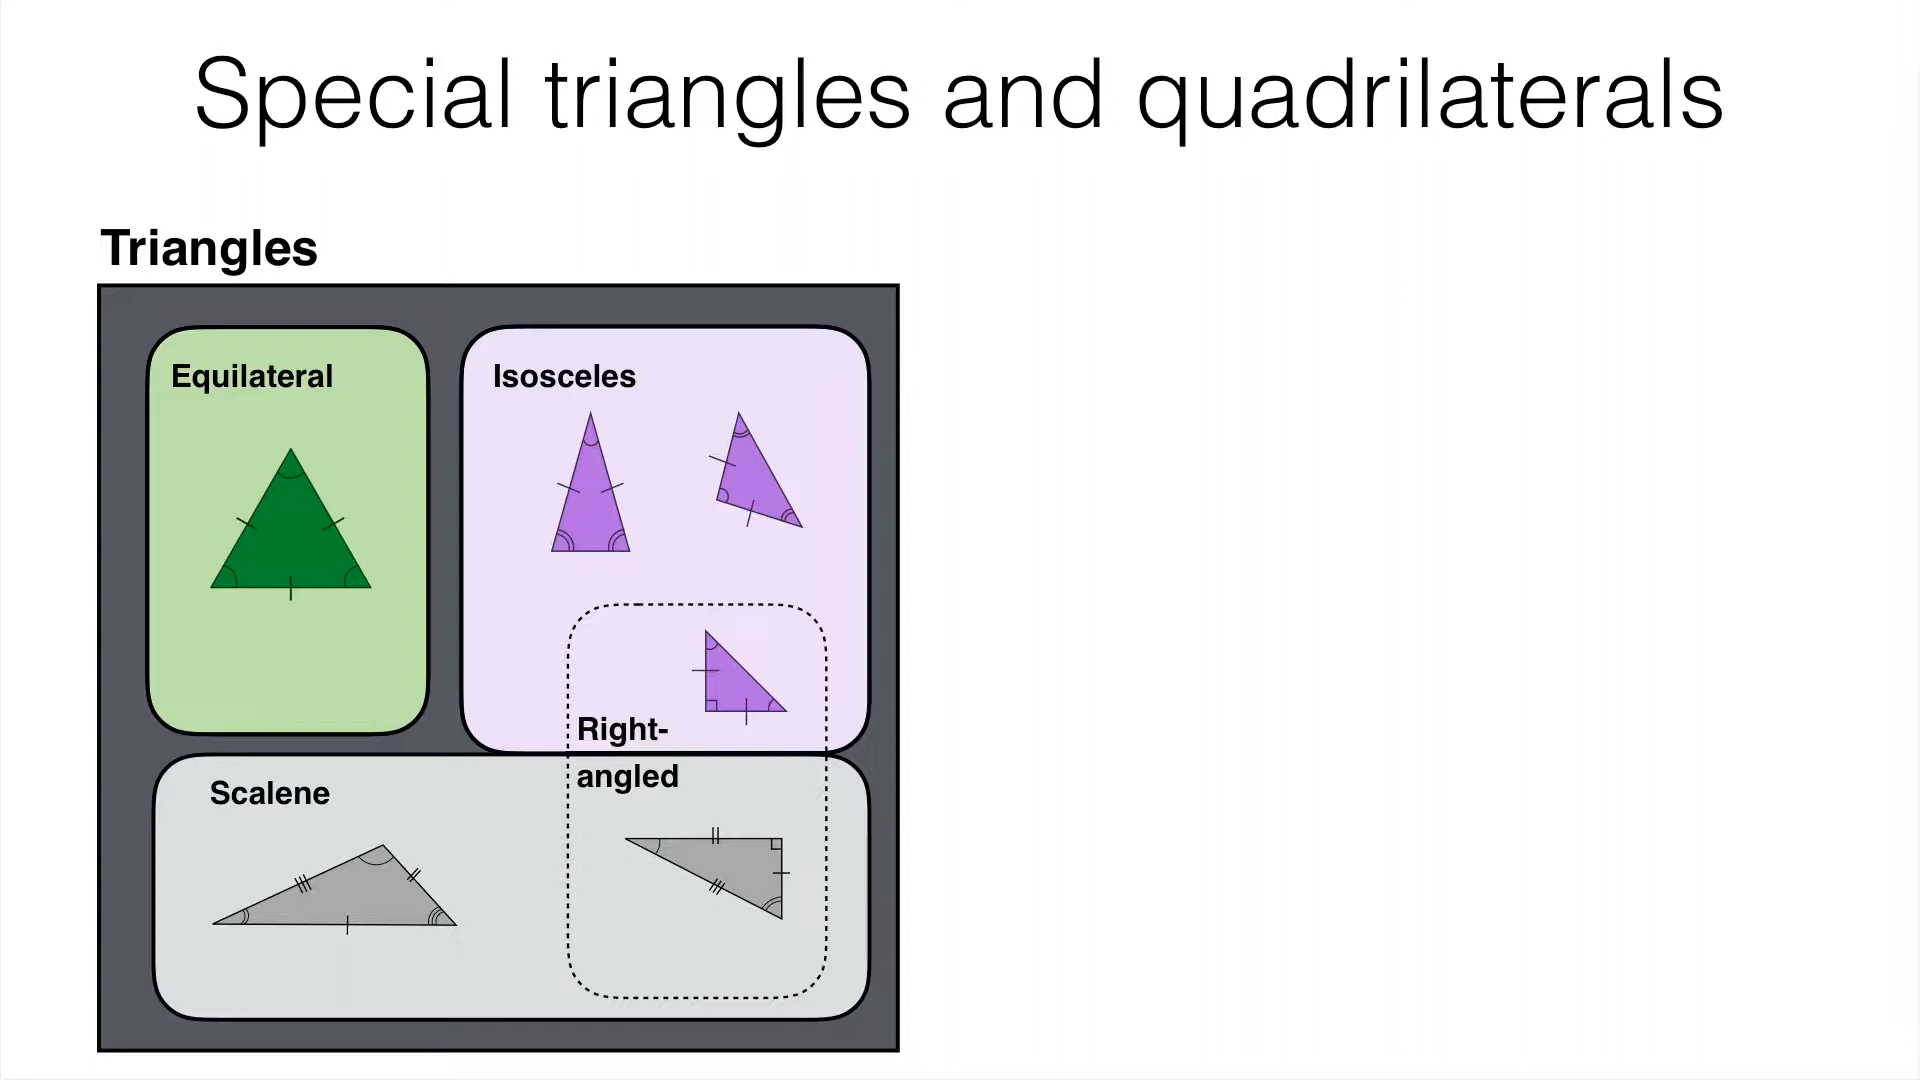 Special triangles and quadrilaterals
Triangles
Equilateral
Isosceles
Right-
angled
Scalene